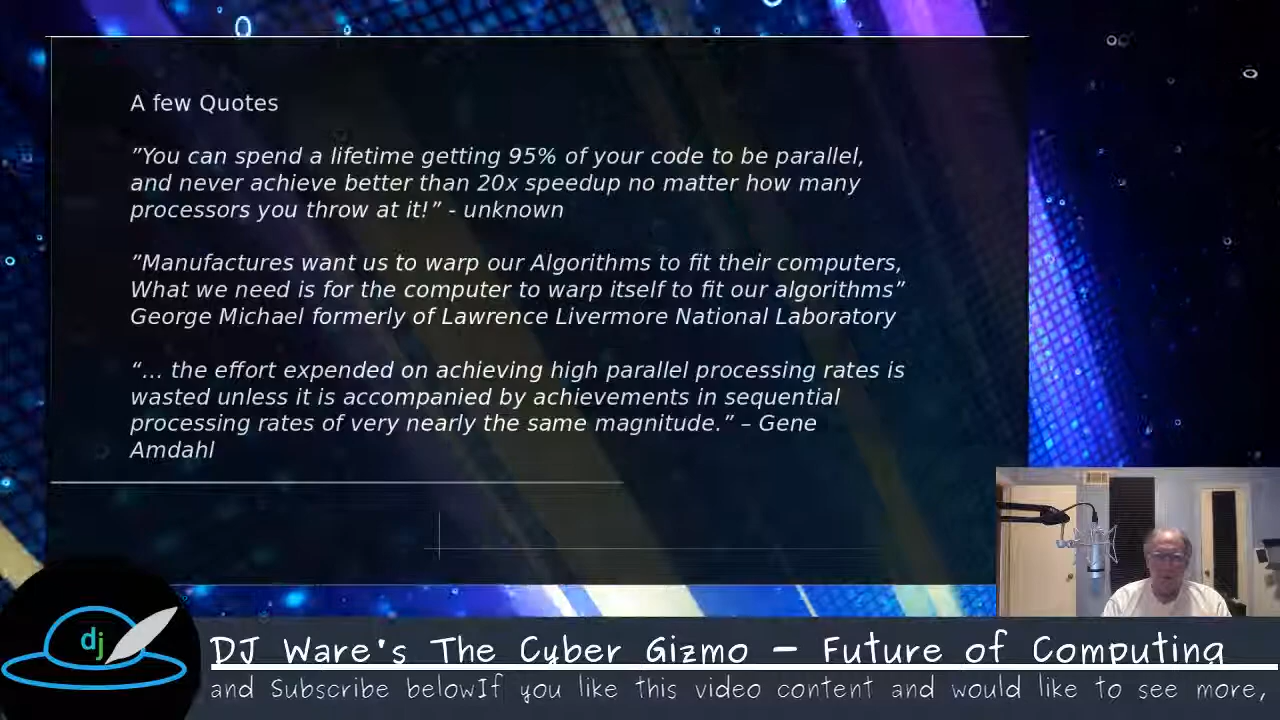 A few Quotes
”You can spend a lifetime getting 95% of your code to be parallel,
and never achieve better than 20x speedup no matter how many
processors you throw at it!” - unknown
”Manufactures want us to warp our Algorithms to fit their computers,
What we need is for the computer to warp itself to fit our algorithms”
George Michael formerly of Lawrence Livermore National Laboratory
“... the effort expended on achieving high parallel processing rates is
wasted unless it is accompanied by achievements in sequential
processing rates of very nearly the same magnitude.” – Gene
Amdahl
dj
DJ Ware's The Cyber Gizmo – Future of Computing
and Subscribe belowIf you like this video content and would like to see more,